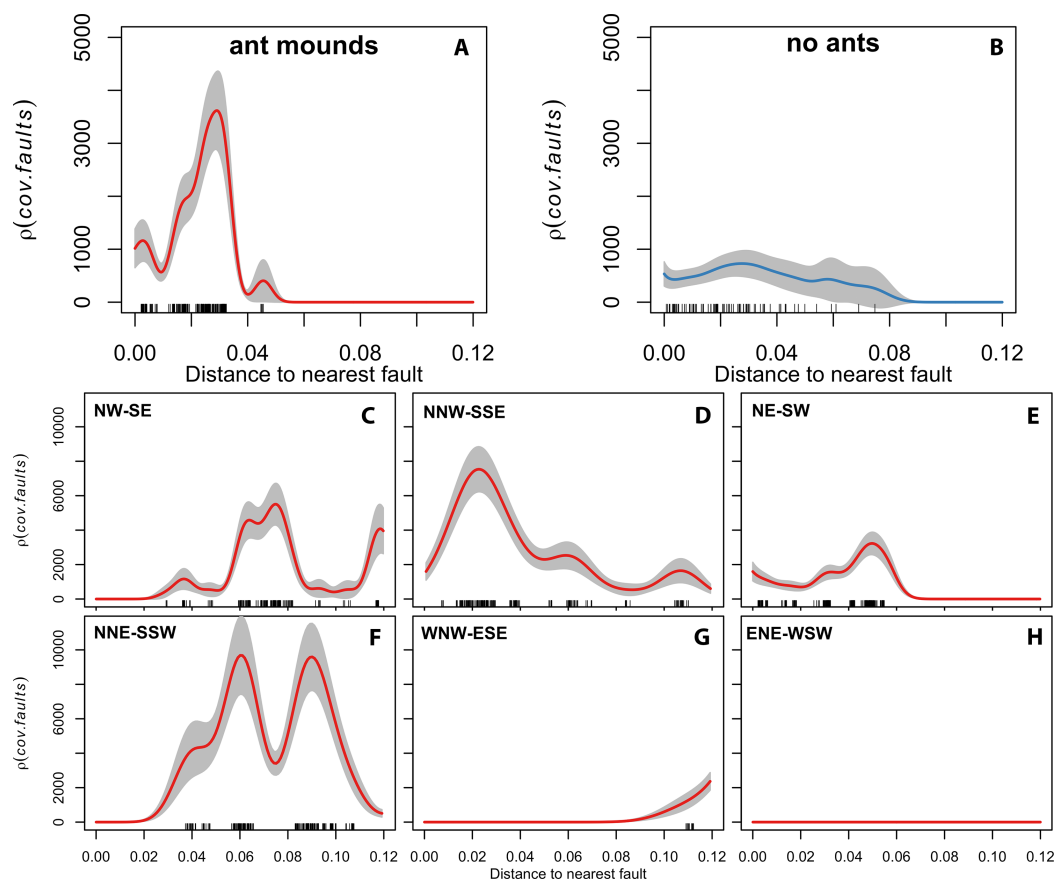 ant mounds
A
5000
3000
1000
0
ρ(cov.faults)
0.00
0.04
0.08
0.12
Distance to nearest fault
no ants
B
5000
3000
1000
0
ρ(cov.faults)
0.00
0.04
0.08
0.12
Distance to nearest fault
NW-SE
C
10000
6000
2000
0
ρ(cov.faults)
NNW-SSE
D
NE-SW
E
NNE-SSW
F
10000
6000
2000
0
ρ(cov.faults)
0.00 0.02 0.04 0.06 0.08 0.10 0.12
WNW-ESE
G
0.00 0.02 0.04 0.06 0.08 0.10 0.12
ENE-WSW
H
0.00 0.02 0.04 0.06 0.08 0.10 0.12
Distance to nearest fault